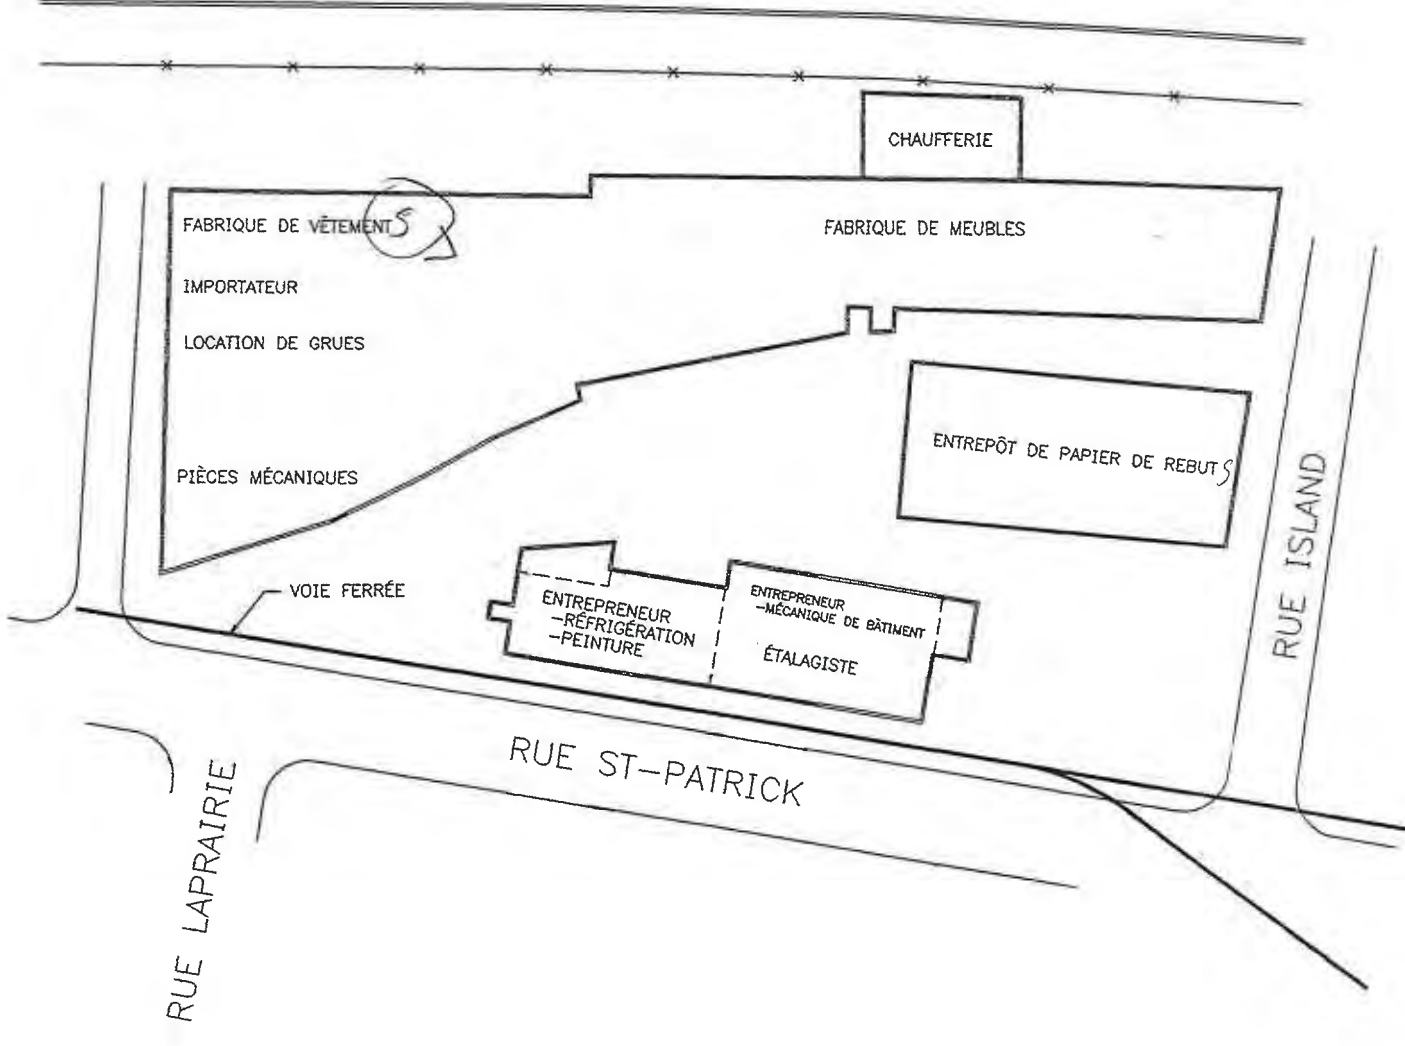 CHAUFFERIE
FABRIQUE DE VÊTEMENTS
FABRIQUE DE MEUBLES
IMPORTATEUR
LOCATION DE GRUES
PIÈCES MÉCANIQUES
ENTREPÔT DE PAPIER DE REBUTS
VOIE FERRÉE
ENTREPRENEUR
-RÉFRIGÉRATION
-PEINTURE
ENTREPRENEUR
-MÉCANIQUE DE BÂTIMENT
ÉTALAGISTE
RUE ISLAND
RUE ST-PATRICK
RUE LAPRAIRIE